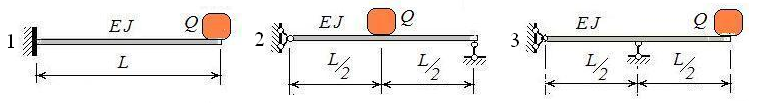 1 EJ Q
L
2 EJ Q
L/2 L/2
3 EJ Q
L/2 L/2